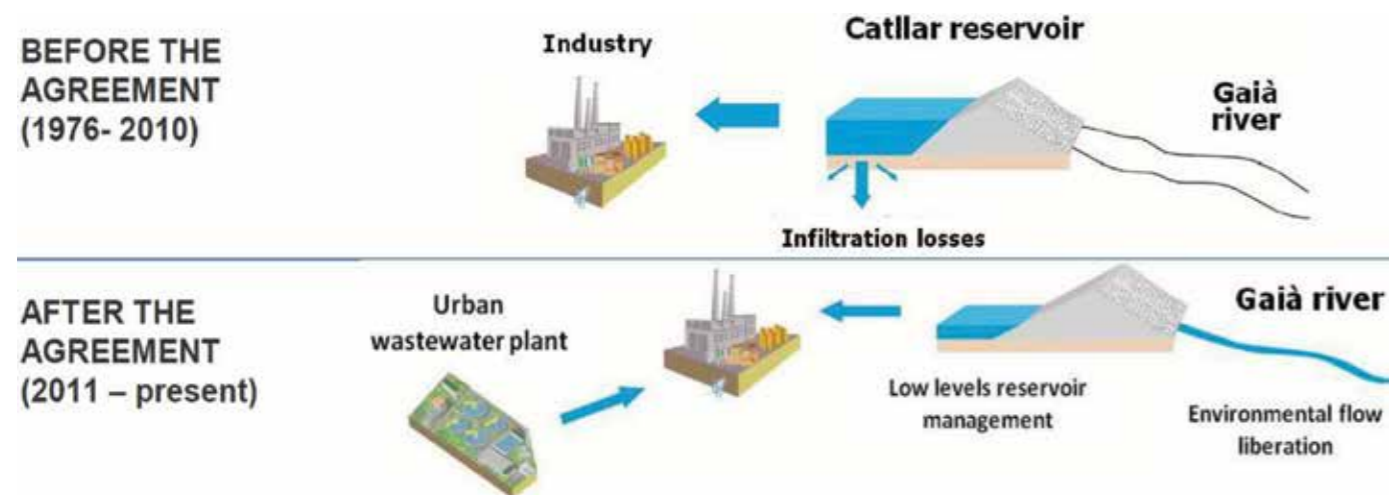 BEFORE THE
AGREEMENT
(1976- 2010)
Industry
Catllar reservoir
Gaià
river
Infiltration losses
AFTER THE
AGREEMENT
(2011 – present)
Urban
wastewater plant
Gaià river
Low levels reservoir
management
Environmental flow
liberation